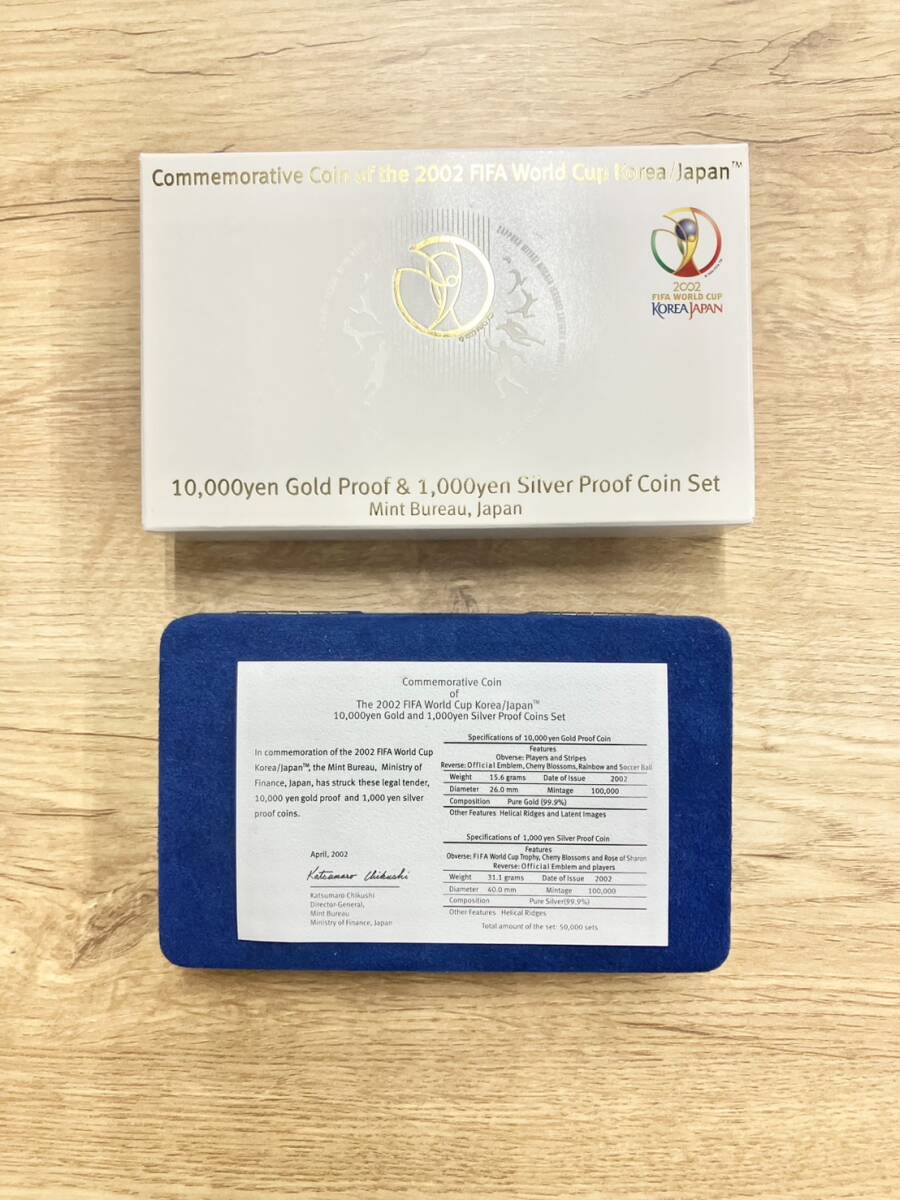 Commemorative Coin of the 2002 FIFA World Cup Korea/Japan™
2002
FIFA WORLD CUP
KOREA JAPAN
10,000yen Gold Proof & 1,000yen Silver Proof Coin Set
Mint Bureau, Japan
Commemorative Coin
of
The 2002 FIFA World Cup Korea/Japan™
10,000yen Gold and 1,000yen Silver Proof Coins Set
In commemoration of the 2002 FIFA World Cup
Korea/Japan™, the Mint Bureau, Ministry of
Finance, Japan, has struck these legal tender,
10,000 yen gold proof and 1,000 yen silver
proof coins.
April, 2002
Katsumaro Chikushi
Katsumaro Chikushi
Director-General,
Mint Bureau
Ministry of Finance, Japan
Specifications of 10,000yen Gold Proof Coin
Features
Obverse: Players and Stripes
Reverse: Official Emblem, Cherry Blossoms, Rainbow and Soccer Ball
Weight 15.6 grams Date of Issue 2002
Diameter 26.0 mm Mintage 100,000
Composition Pure Gold (99.9%)
Other Features Helical Ridges and Latent Images
Specifications of 1,000 yen Silver Proof Coin
Features
Obverse: FIFA World Cup Trophy, Cherry Blossoms and Rose of Sharon
Reverse: Official Emblem and players
Weight 31.1 grams Date of Issue 2002
Diameter 40.0 mm Mintage 100,000
Composition Pure Silver(99.9%)
Other Features Helical Ridges
Total amount of the set: 50,000 sets